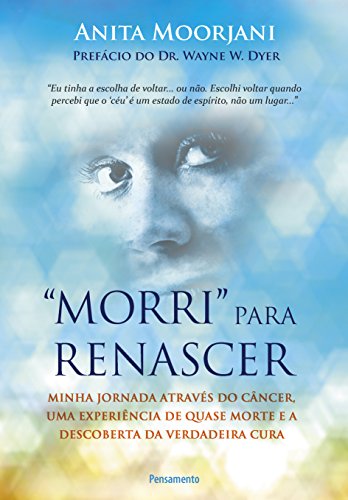 Anita Moorjani
Prefácio do Dr. Wayne W. Dyer
"Eu tinha a escolha de voltar... ou não. Escolhi voltar quando
percebi que o 'céu' é um estado de espírito, não um lugar..."
"MORRI" PARA
RENASCER
MINHA JORNADA ATRAVÉS DO CÂNCER,
UMA EXPERIÊNCIA DE QUASE MORTE E A
DESCOBERTA DA VERDADEIRA CURA
Pensamento